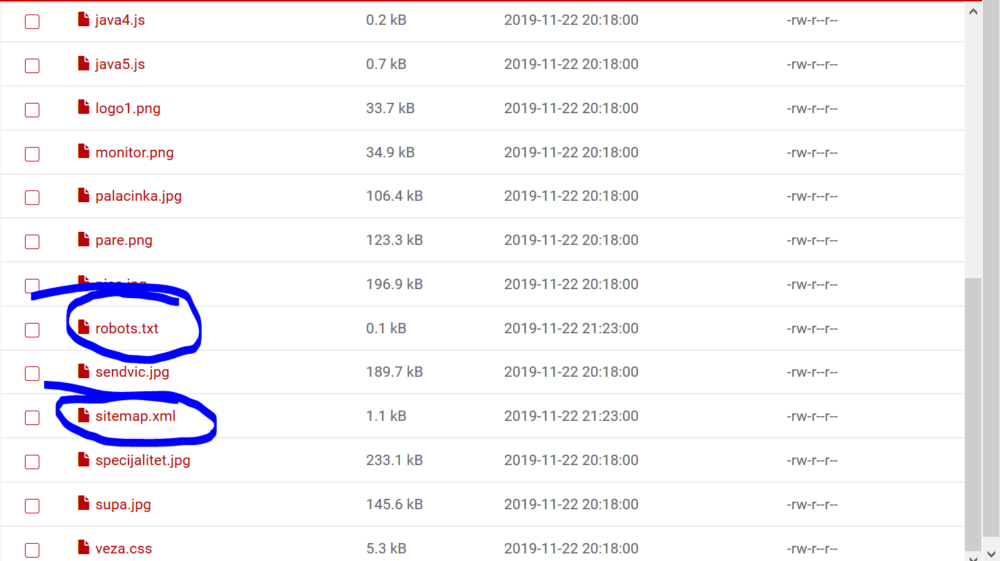 java4.js 0.2 kB 2019-11-22 20:18:00 -rw-r--r--
java5.js 0.7 kB 2019-11-22 20:18:00 -rw-r--r--
logo1.png 33.7 kB 2019-11-22 20:18:00 -rw-r--r--
monitor.png 34.9 kB 2019-11-22 20:18:00 -rw-r--r--
palacinka.jpg 106.4 kB 2019-11-22 20:18:00 -rw-r--r--
pare.png 123.3 kB 2019-11-22 20:18:00 -rw-r--r--
196.9 kB 2019-11-22 20:18:00 -rw-r--r--
robots.txt 0.1 kB 2019-11-22 21:23:00 -rw-r--r--
sendvic.jpg 189.7 kB 2019-11-22 20:18:00 -rw-r--r--
sitemap.xml 1.1 kB 2019-11-22 21:23:00 -rw-r--r--
specijalitet.jpg 233.1 kB 2019-11-22 20:18:00 -rw-r--r--
supa.jpg 145.6 kB 2019-11-22 20:18:00 -rw-r--r--
veza.css 5.3 kB 2019-11-22 20:18:00 -rw-r--r--